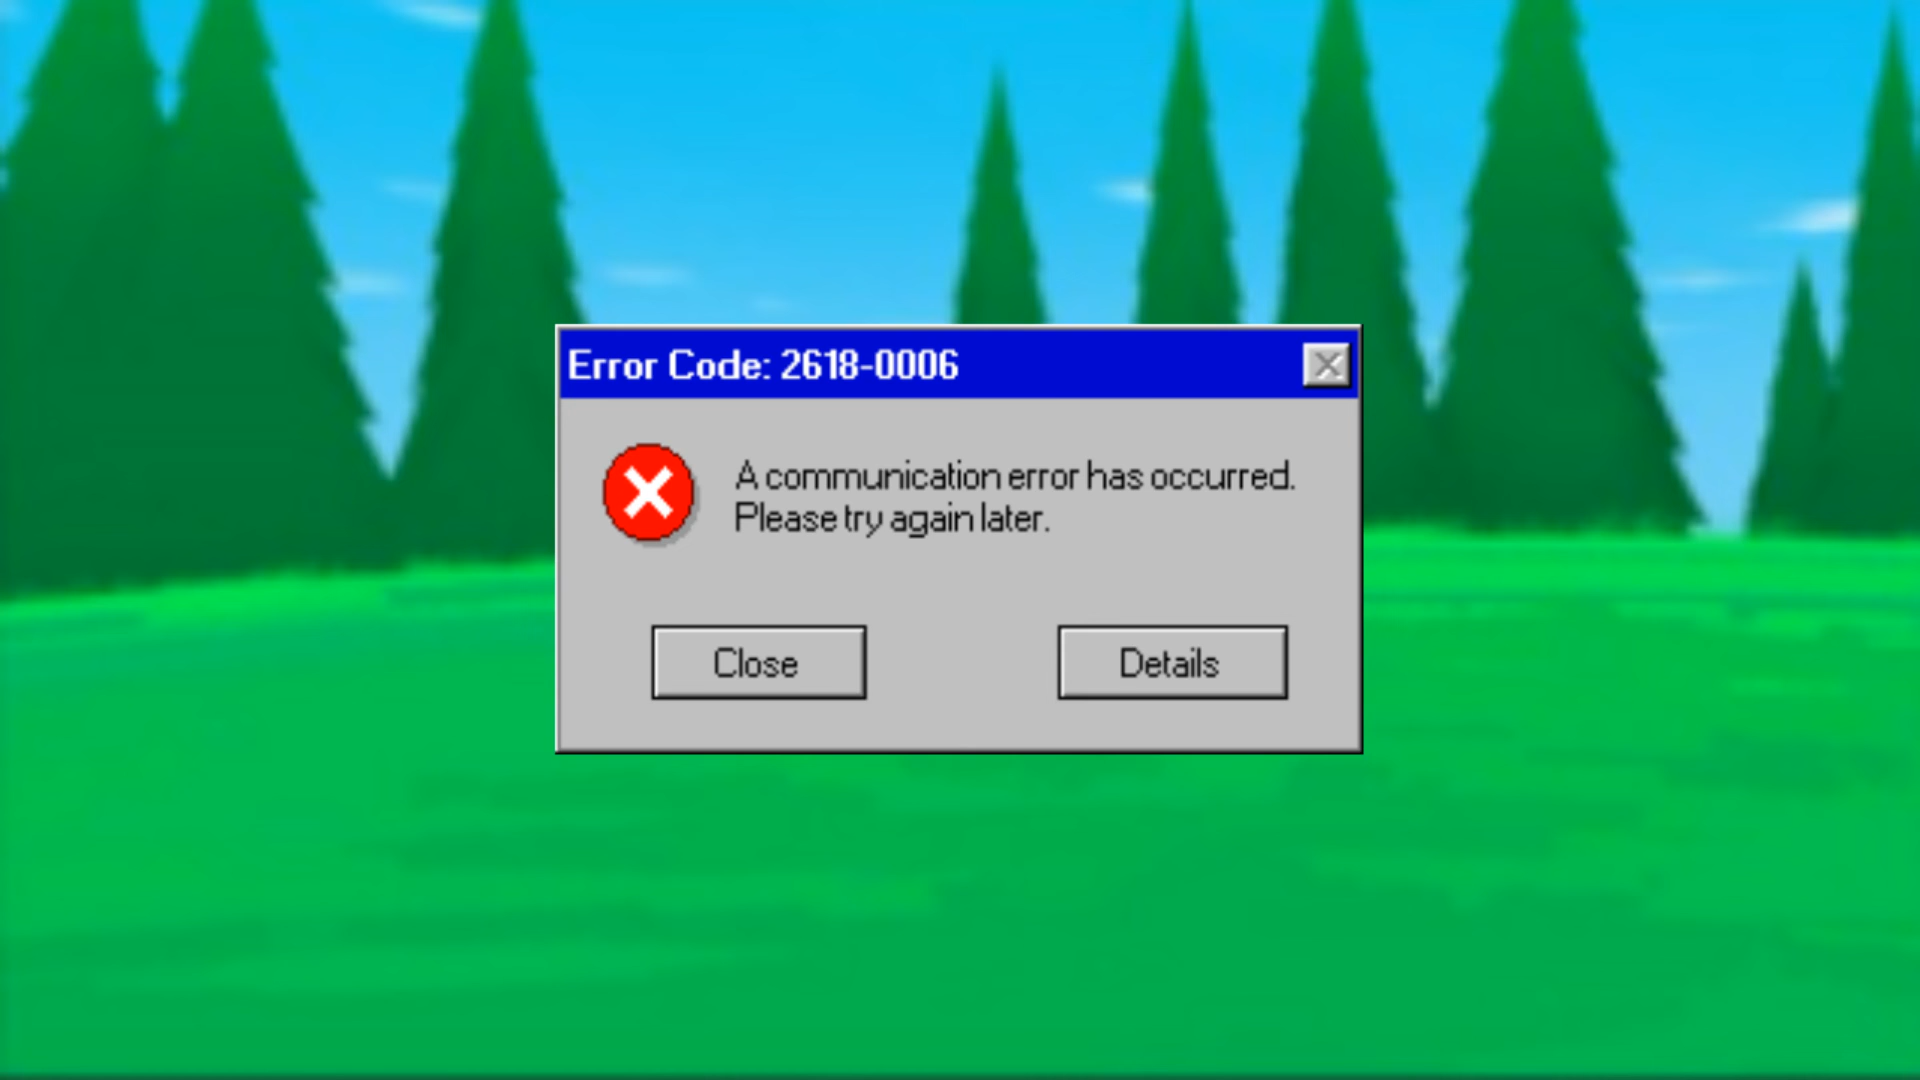 Error Code: 2618-0006
A communication error has occurred.
Please try again later.
Close
Details